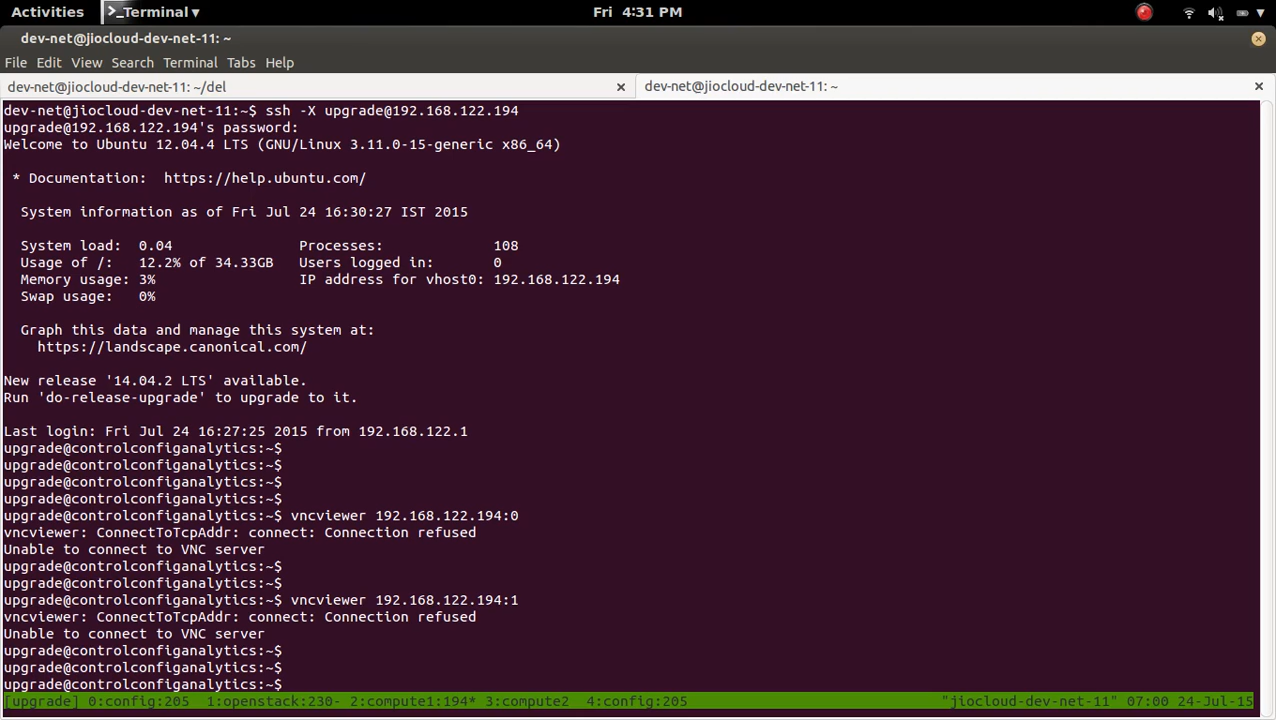 Activities >_Terminal ▾ Fri 4:31 PM
dev-net@jiocloud-dev-net-11: ~
File Edit View Search Terminal Tabs Help
dev-net@jiocloud-dev-net-11: ~/del × dev-net@jiocloud-dev-net-11: ~ ×
dev-net@jiocloud-dev-net-11:~$ ssh -X upgrade@192.168.122.194
upgrade@192.168.122.194's password:
Welcome to Ubuntu 12.04.4 LTS (GNU/Linux 3.11.0-15-generic x86_64)
* Documentation: https://help.ubuntu.com/
System information as of Fri Jul 24 16:30:27 IST 2015
System load: 0.04 Processes: 108
Usage of /: 12.2% of 34.33GB Users logged in: 0
Memory usage: 3% IP address for vhost0: 192.168.122.194
Swap usage: 0%
Graph this data and manage this system at:
https://landscape.canonical.com/
New release '14.04.2 LTS' available.
Run 'do-release-upgrade' to upgrade to it.
Last login: Fri Jul 24 16:27:25 2015 from 192.168.122.1
upgrade@controlconfiganalytics:~$
upgrade@controlconfiganalytics:~$
upgrade@controlconfiganalytics:~$
upgrade@controlconfiganalytics:~$
upgrade@controlconfiganalytics:~$ vncviewer 192.168.122.194:0
vncviewer: ConnectToTcpAddr: connect: Connection refused
Unable to connect to VNC server
upgrade@controlconfiganalytics:~$
upgrade@controlconfiganalytics:~$
upgrade@controlconfiganalytics:~$ vncviewer 192.168.122.194:1
vncviewer: ConnectToTcpAddr: connect: Connection refused
Unable to connect to VNC server
upgrade@controlconfiganalytics:~$
upgrade@controlconfiganalytics:~$
upgrade@controlconfiganalytics:~$
[upgrade] 0:config:205 1:openstack:230- 2:compute1:194* 3:compute2 4:config:205 "jiocloud-dev-net-11" 07:00 24-Jul-15